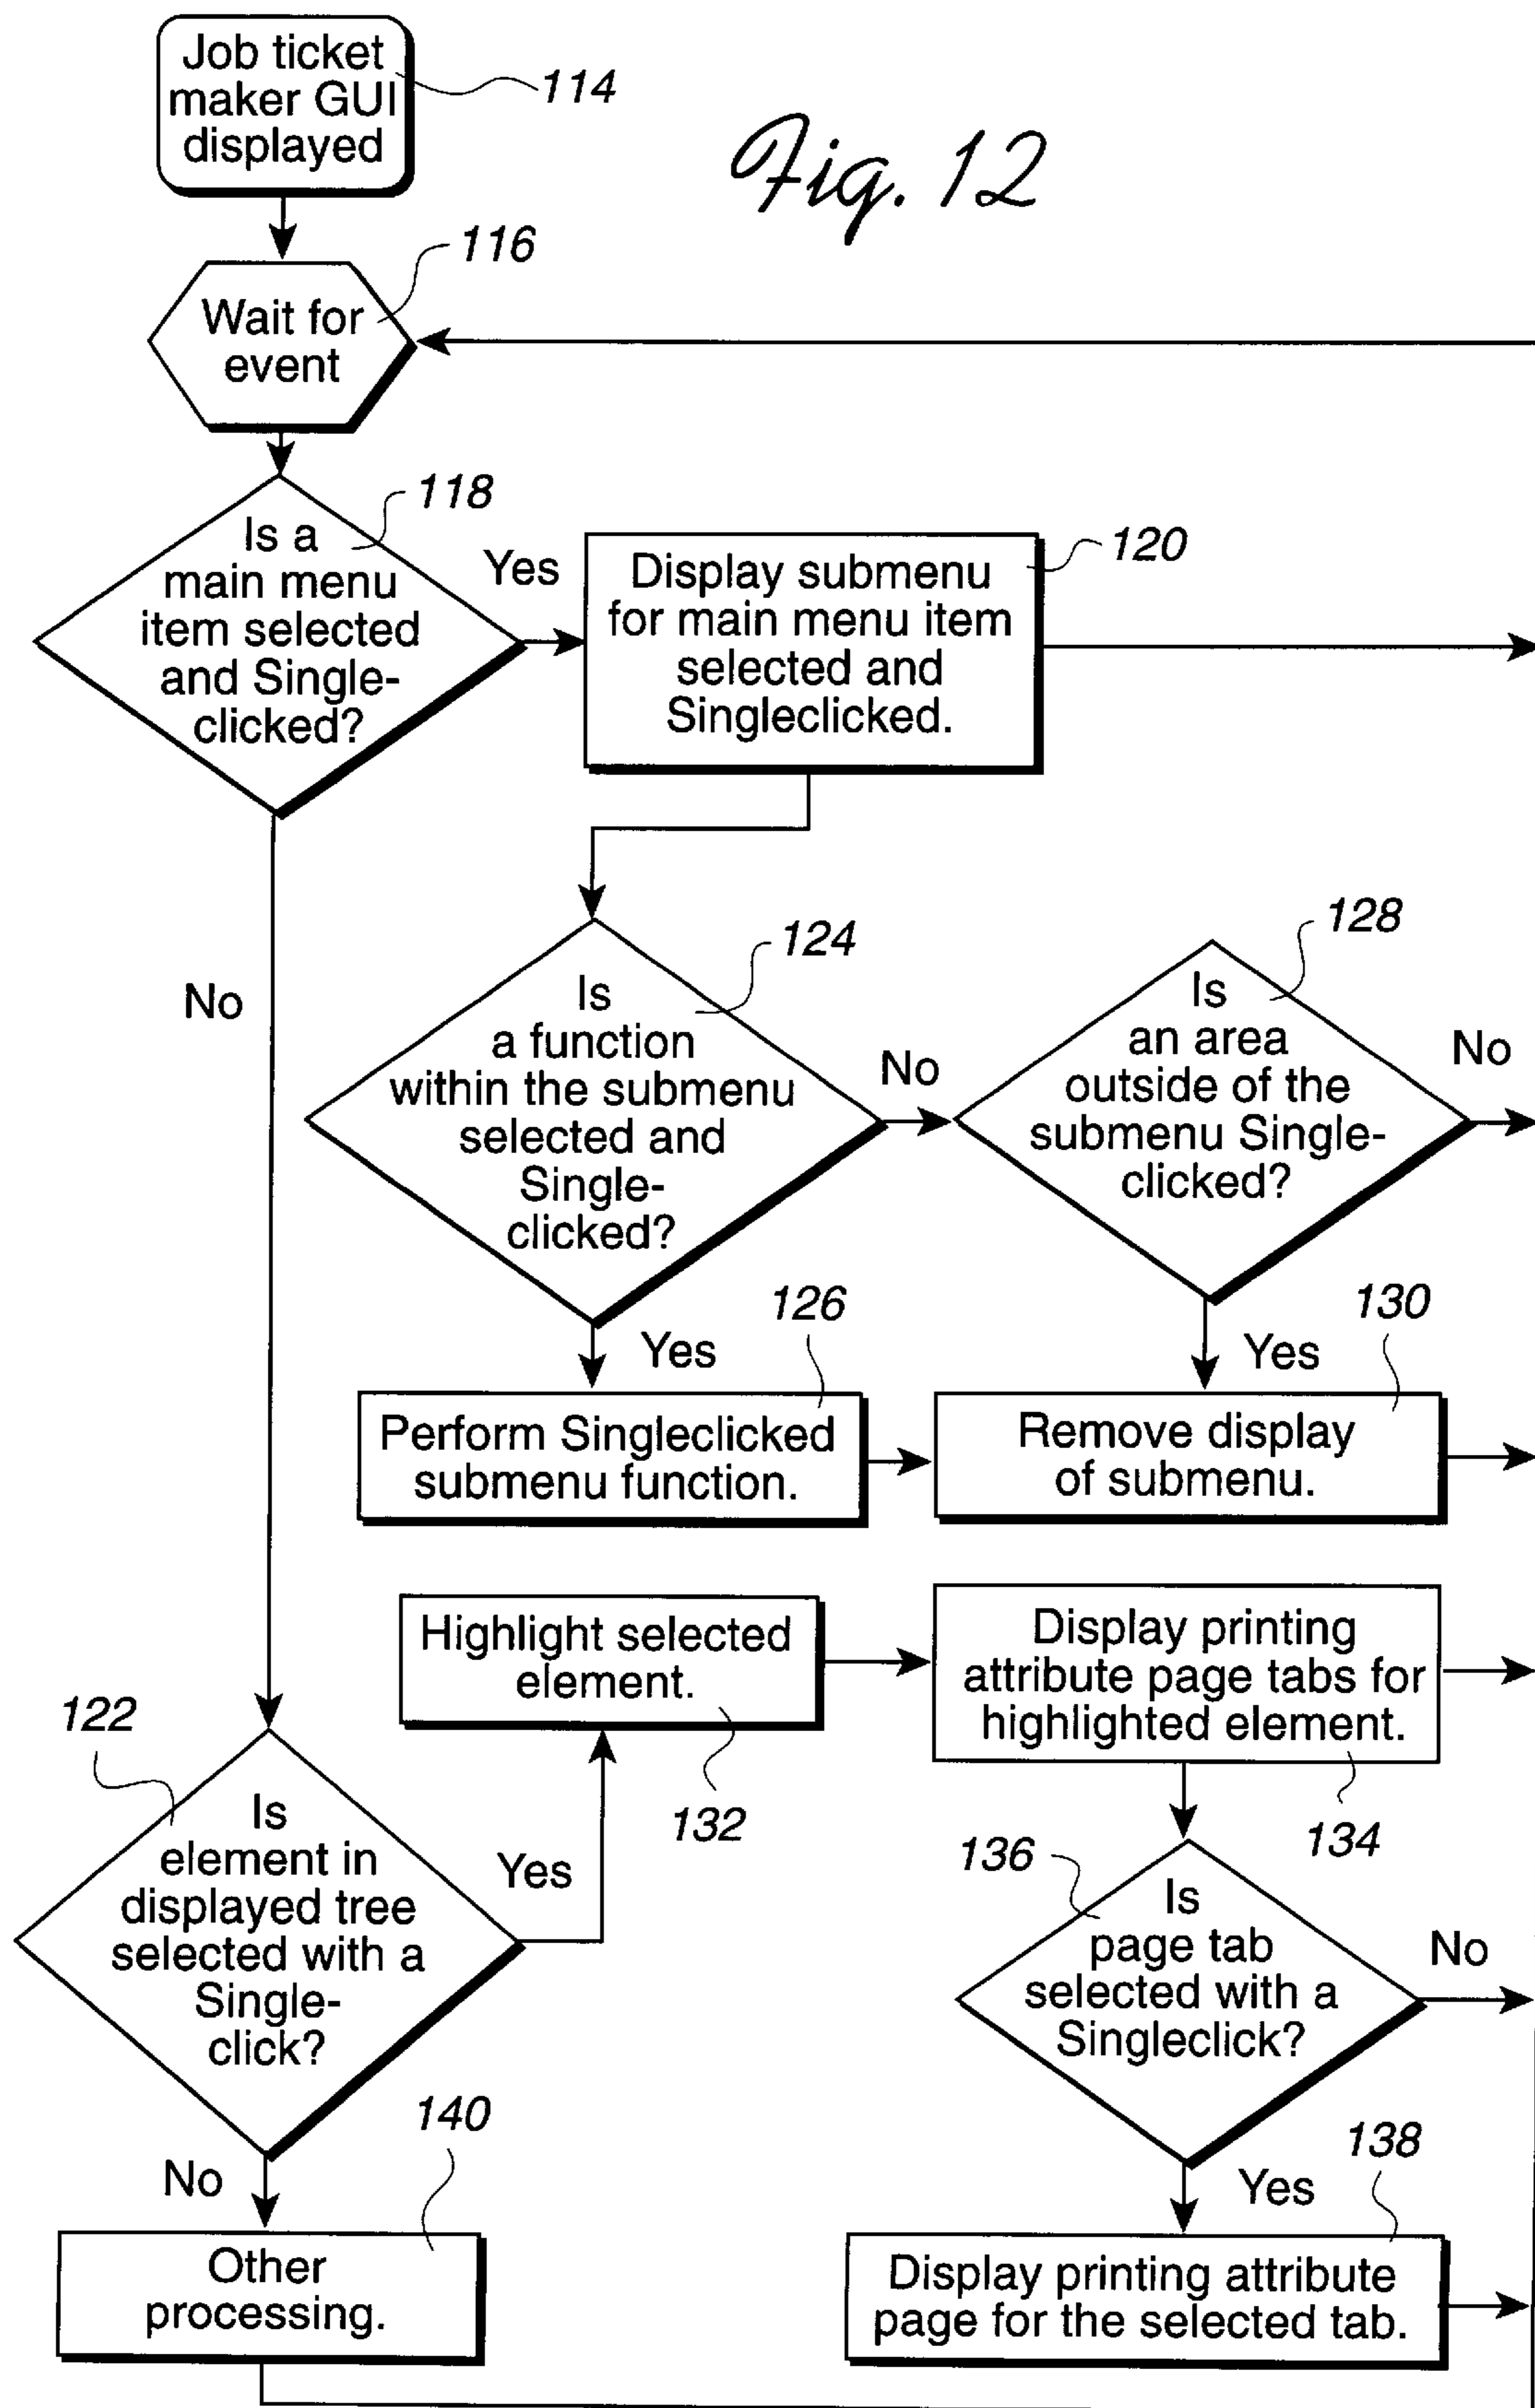 Job ticket
maker GUI
displayed
114
Fig. 12
116
Wait for
event
118
Is a
main menu
item selected
and Single-
clicked?
Yes
120
Display submenu
for main menu item
selected and
Singleclicked.
No
124
Is
a function
within the submenu
selected and
Single-
clicked?
No
128
Is
an area
outside of the
submenu Single-
clicked?
No
Yes
126
Perform Singleclicked
submenu function.
Yes
130
Remove display
of submenu.
122
Is
element in
displayed tree
selected with a
Single-
click?
Yes
Highlight selected
element.
132
Display printing
attribute page tabs for
highlighted element.
134
136
Is
page tab
selected with a
Singleclick?
No
Yes
138
Display printing attribute
page for the selected tab.
No
140
Other
processing.